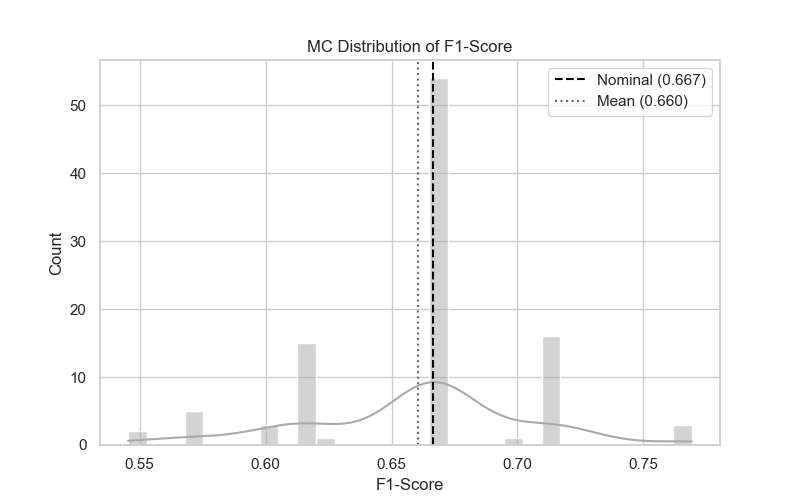 MC Distribution of F1-Score
Nominal (0.667)
Mean (0.660)
50
40
30
20
10
0
Count
0.55 0.60 0.65 0.70 0.75
F1-Score